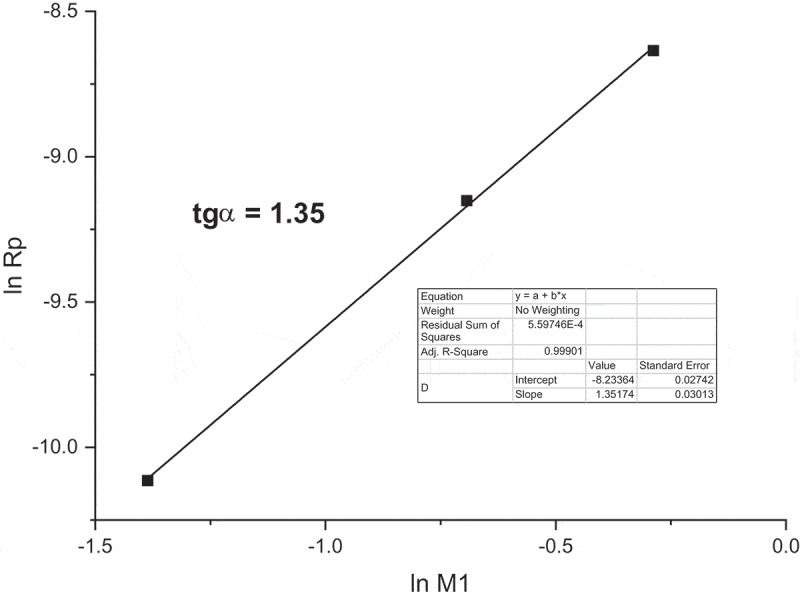 -8.5
-9.0
-9.5
-10.0
ln Rp
tgα = 1.35
Equation y = a + b*x
Weight No Weighting
Residual Sum of Squares 5.59746E-4
Adj. R-Square 0.99901
Value Standard Error
D Intercept -8.23364 0.02742
Slope 1.35174 0.03013
-1.5 -1.0 -0.5 0.0
ln M1